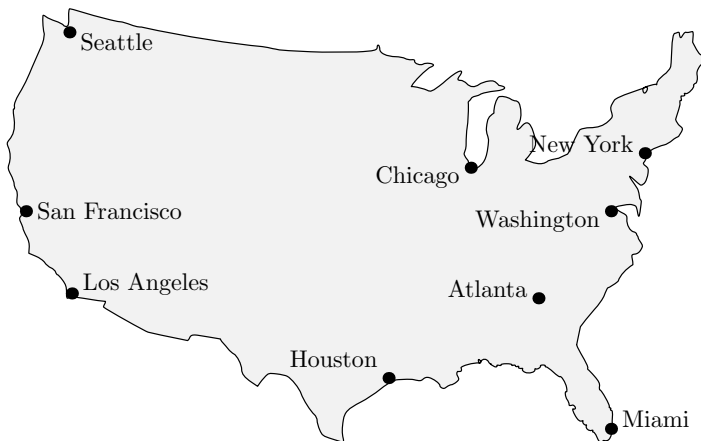 Seattle
New York
Chicago
San Francisco
Washington
Los Angeles
Atlanta
Houston
Miami